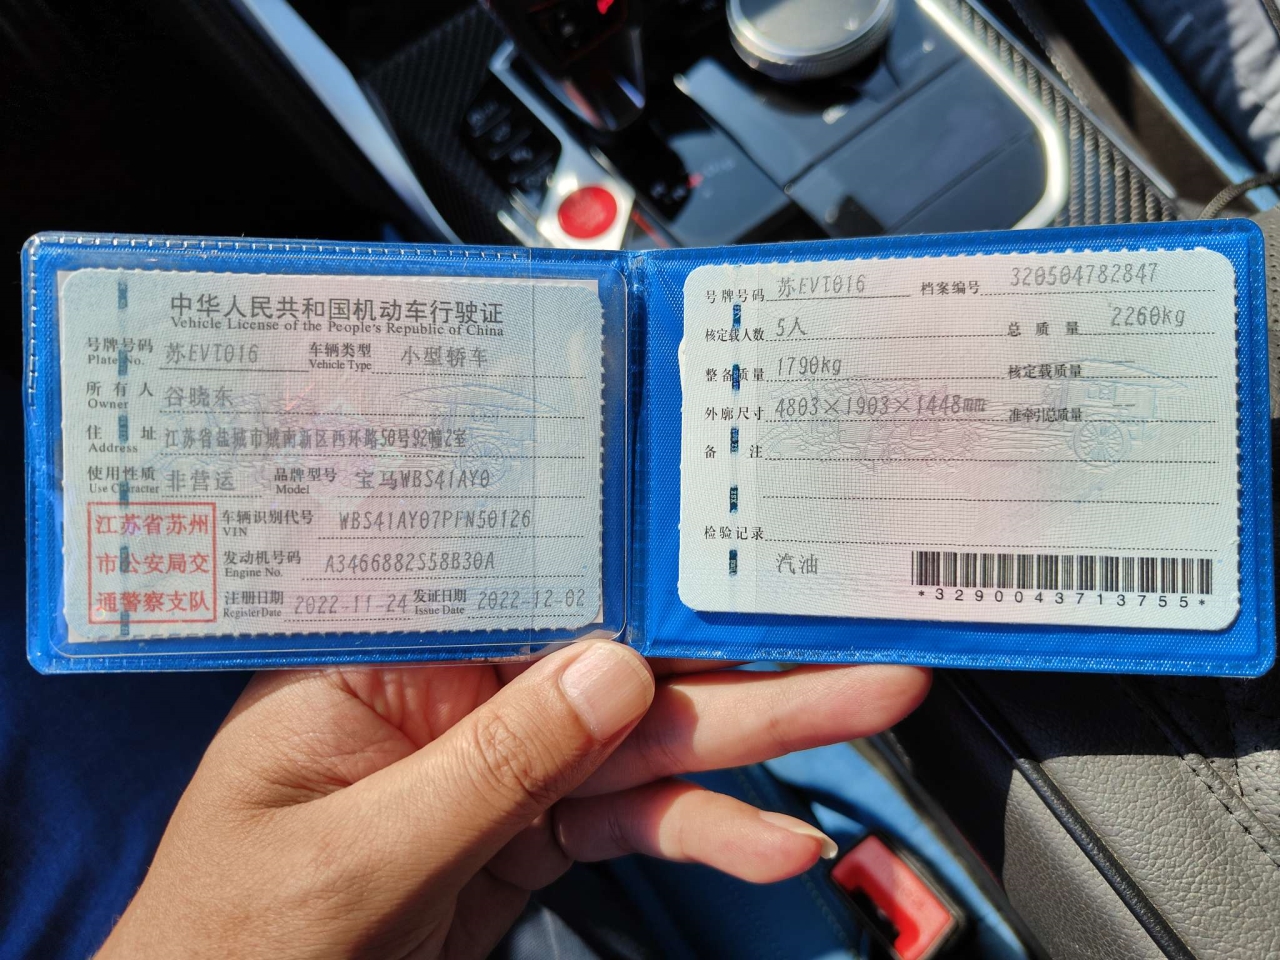 中华人民共和国机动车行驶证
Vehicle License of the People's Republic of China
号牌号码 苏EVT016 车辆类型 小型轿车
Plate No. Vehicle Type
所有人 谷晓东
Owner
住址 江苏省盐城市城南新区西环路50号92幢2室
Address
使用性质 非营运 品牌型号 宝马WBS41AY0
Use Character Model
江苏省苏州
市公安局交
通警察支队
车辆识别代号 WBS41AY07PFN50126
VIN
发动机号码 A3466882S58B30A
Engine No.
注册日期 2022-11-24 发证日期 2022-12-02
Register Date Issue Date
号牌号码 苏EVT016 档案编号 320504782847
核定载人数 5人 总质量 2260kg
整备质量 1790kg 核定载质量
外廓尺寸 4803×1903×1448mm 准牵引总质量 --
备注
检验记录
汽油
*3290043713755*